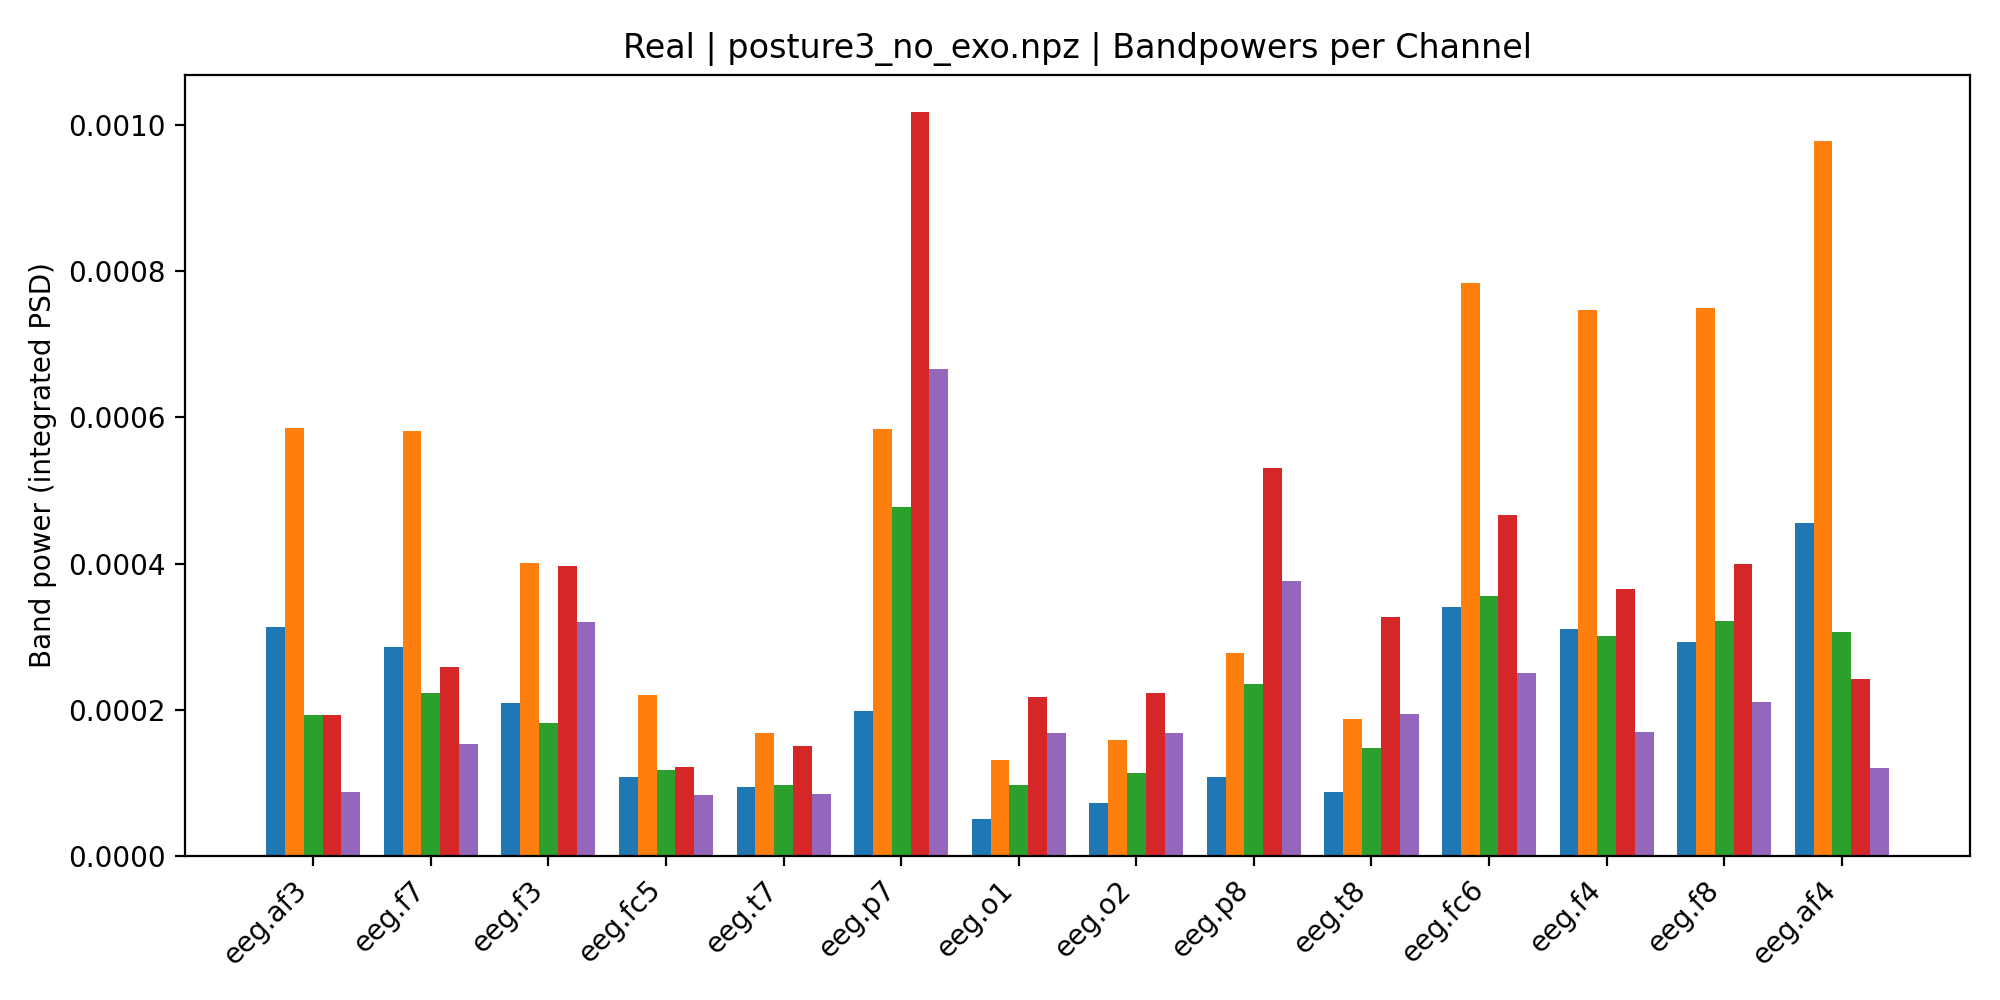 Real | posture3_no_exo.npz | Bandpowers per Channel
Band power (integrated PSD)
0.0010
0.0008
0.0006
0.0004
0.0002
0.0000
eeg.af3
eeg.f7
eeg.f3
eeg.fc5
eeg.t7
eeg.p7
eeg.o1
eeg.o2
eeg.p8
eeg.t8
eeg.fc6
eeg.f4
eeg.f8
eeg.af4